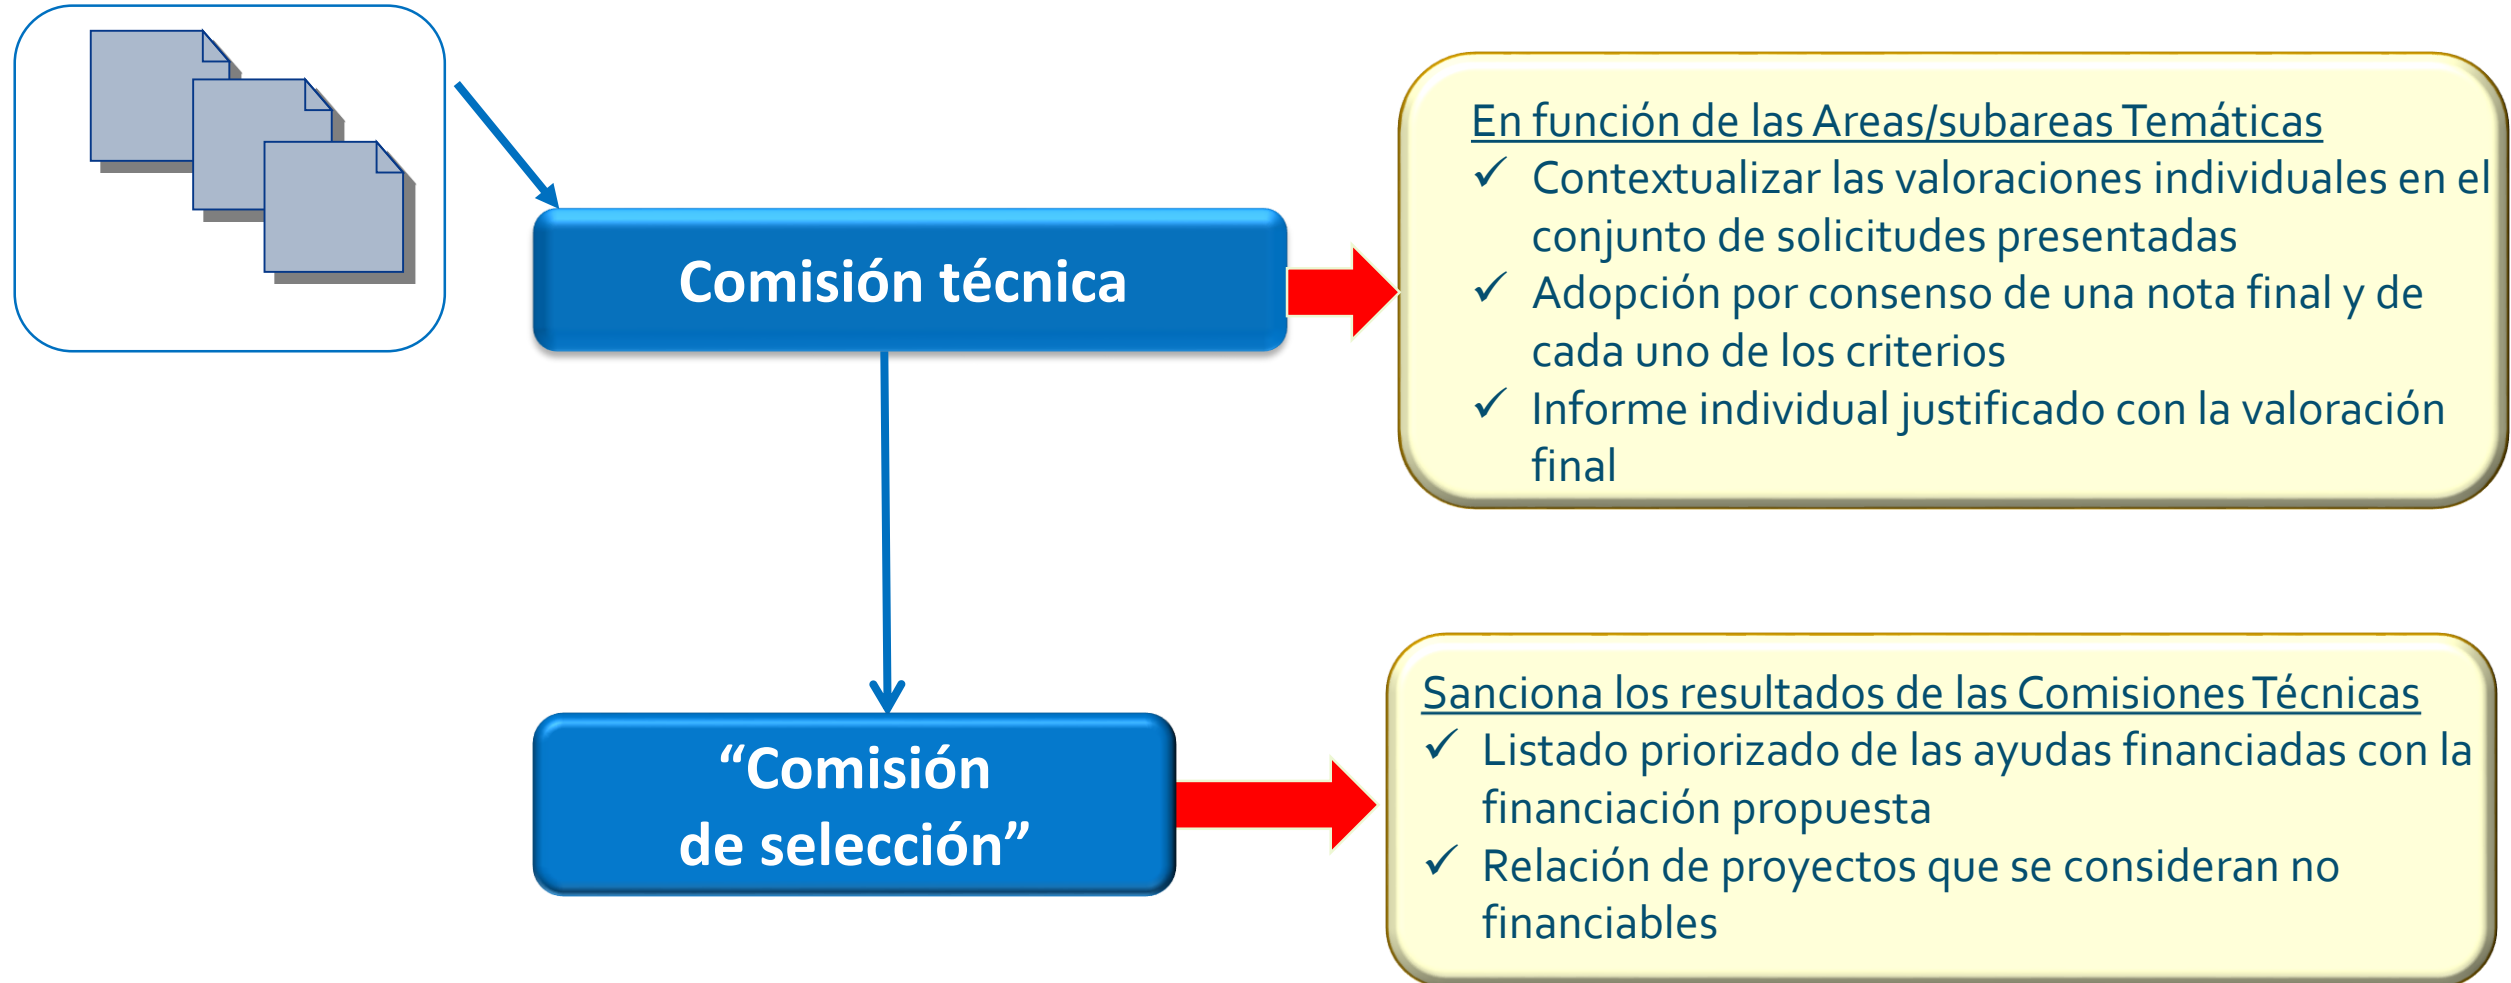 Comisión técnica
En función de las Areas/subareas Temáticas
✓ Contextualizar las valoraciones individuales en el
conjunto de solicitudes presentadas
✓ Adopción por consenso de una nota final y de
cada uno de los criterios
✓ Informe individual justificado con la valoración
final
“Comisión
de selección”
Sanciona los resultados de las Comisiones Técnicas
✓ Listado priorizado de las ayudas financiadas con la
financiación propuesta
✓ Relación de proyectos que se consideran no
financiables